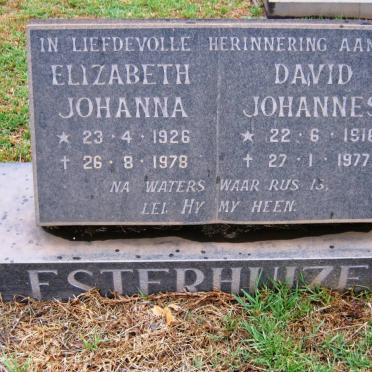 IN LIEFDEVOLLE HERINNERING AAN
ELIZABETH DAVID
JOHANNA JOHANNES
★ 23·4·1926 ★ 22·6·1918
† 26·8·1978 † 27·1·1977
NA WATERS WAAR RUS IS,
LEI HY MY HEEN.
ESTERHUIZE